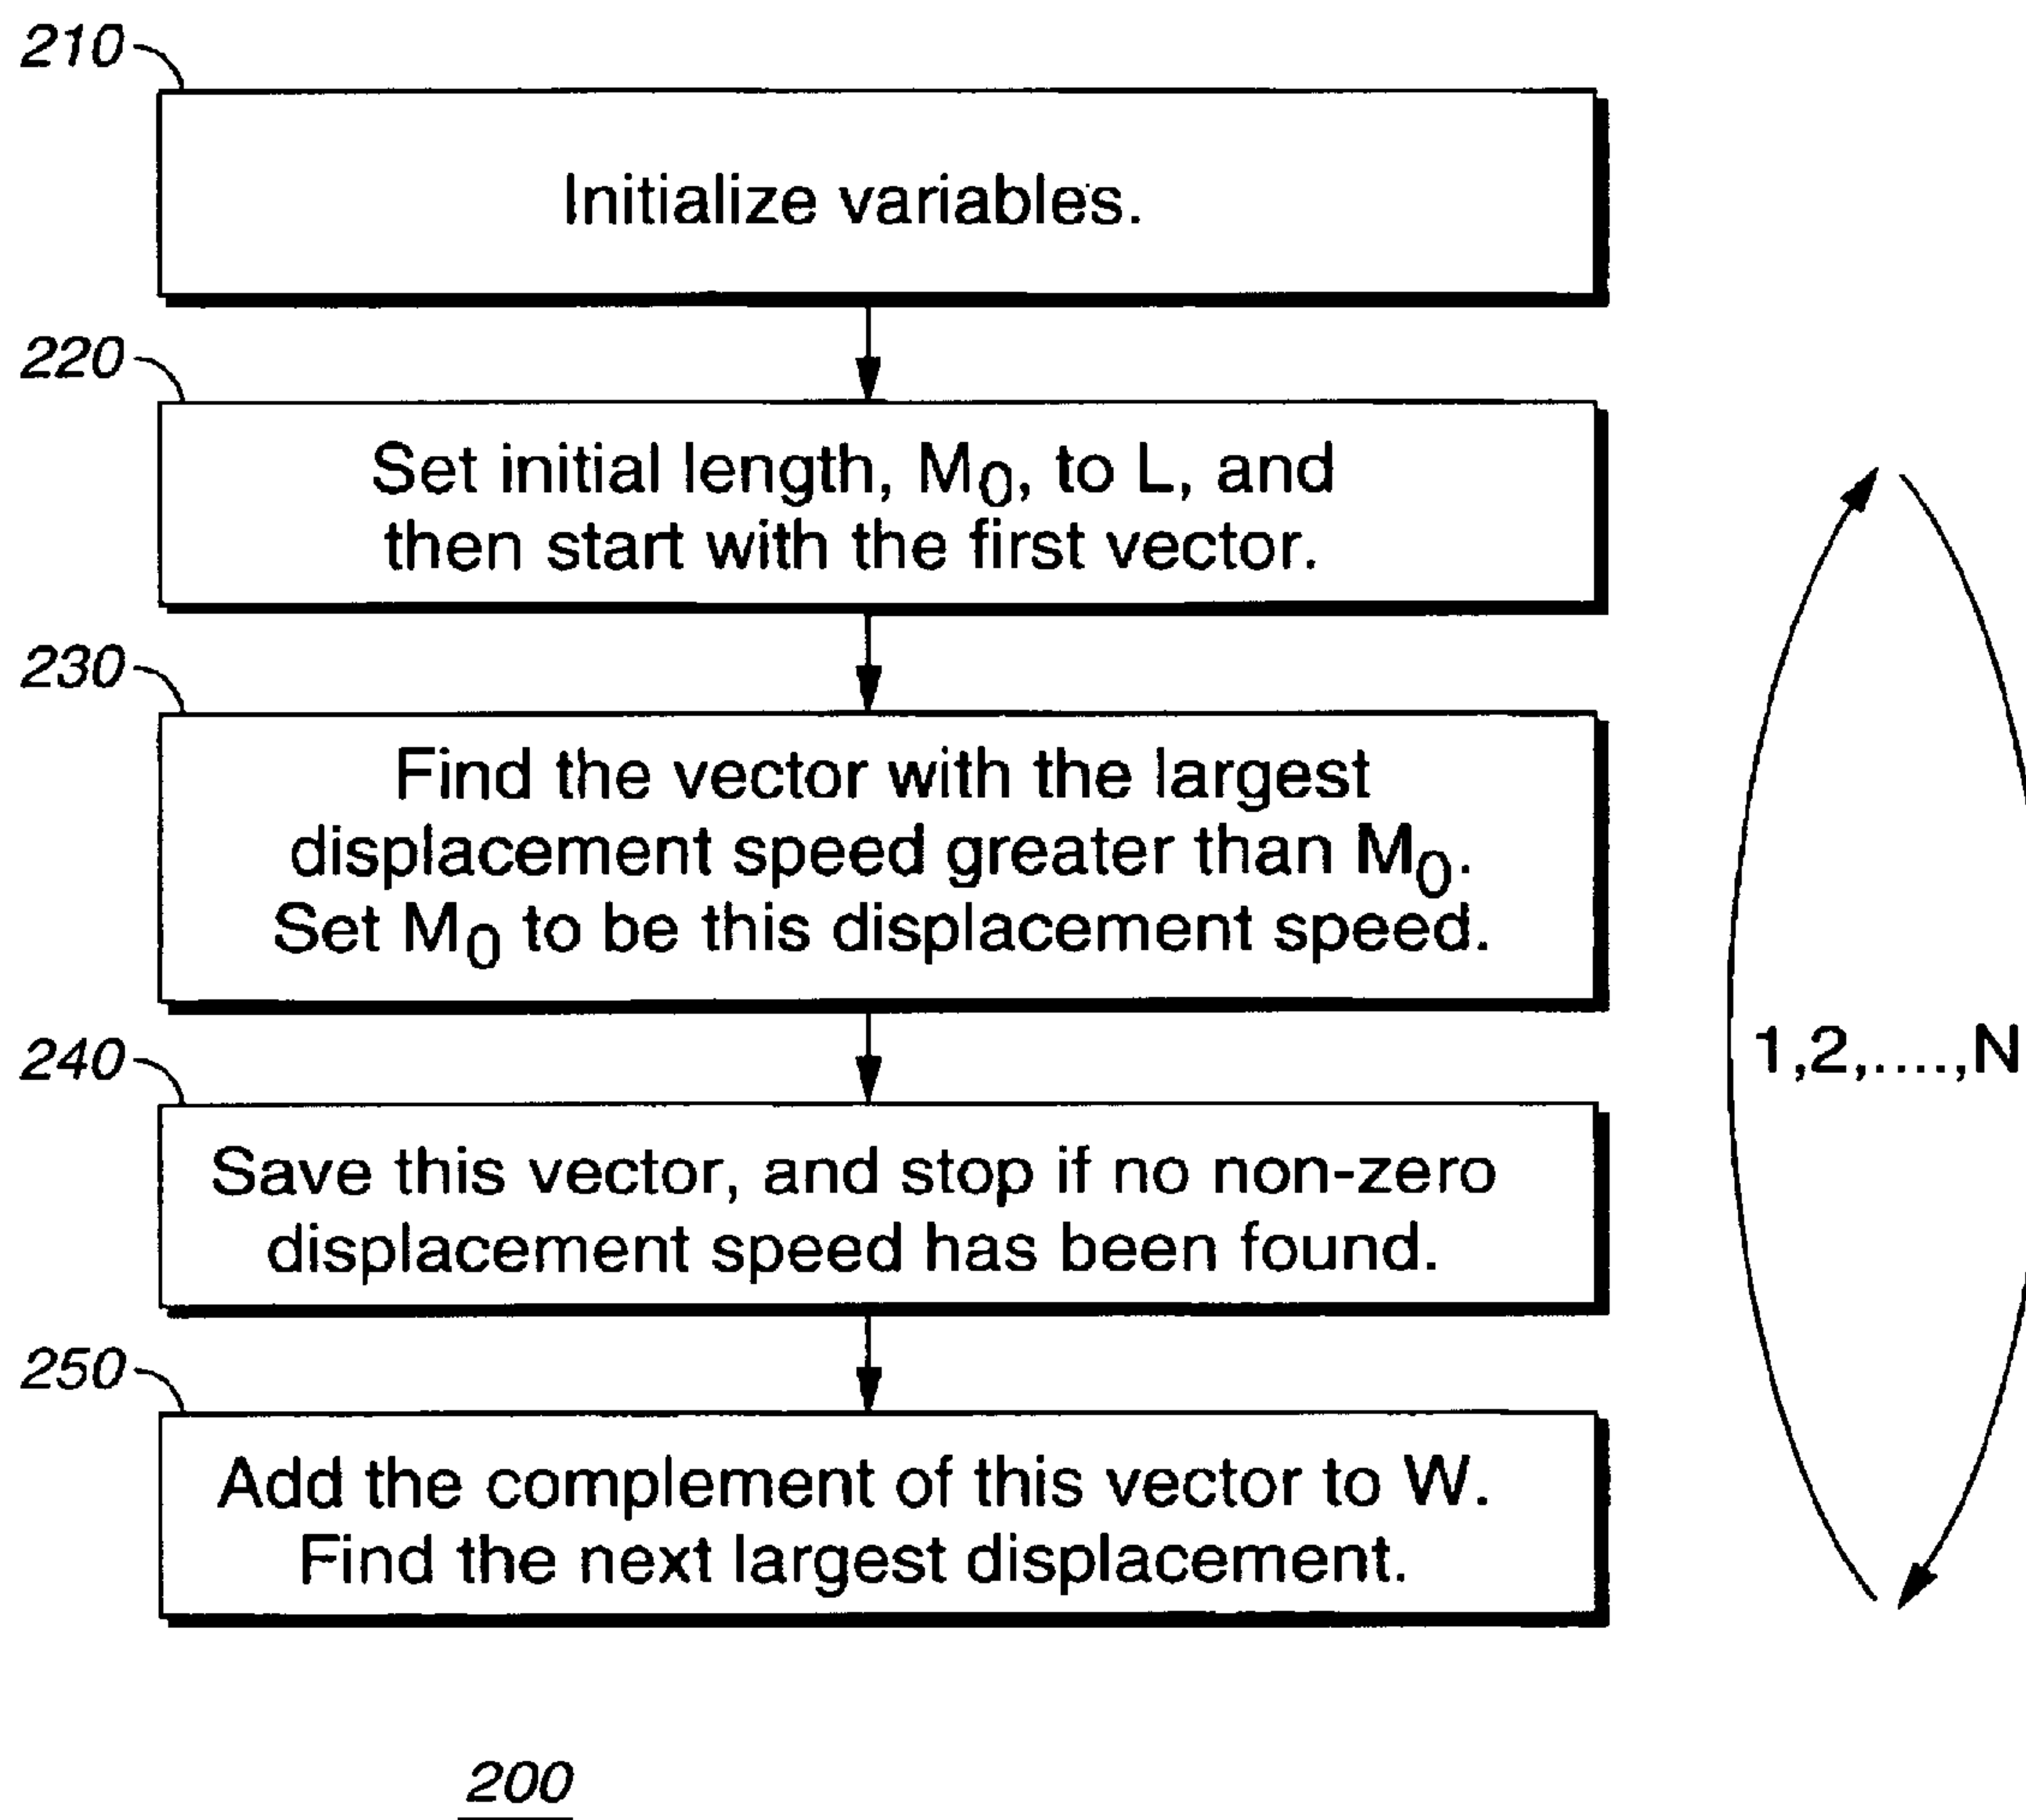 210
Initialize variables.
220
Set initial length, M0, to L, and
then start with the first vector.
230
Find the vector with the largest
displacement speed greater than M0.
Set M0 to be this displacement speed.
1,2,....,N
240
Save this vector, and stop if no non-zero
displacement speed has been found.
250
Add the complement of this vector to W.
Find the next largest displacement.
200